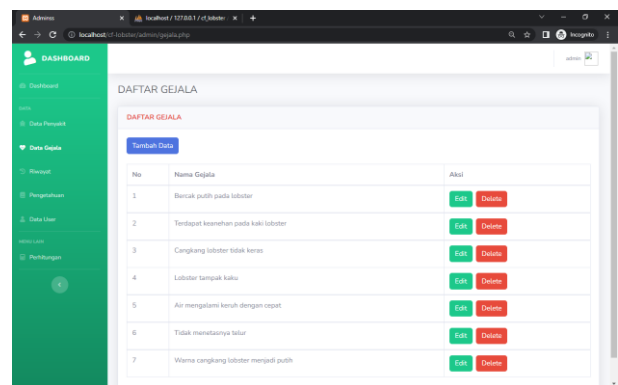 Adminss
localhost / 127.0.0.1 / cf_lobster
localhost/cf-lobster/admin/gejala.php
Incognito
DASHBOARD
admin
Dashboard
DATA
Data Penyakit
Data Gejala
Riwayat
Pengetahuan
Data User
MENU LAIN
Perhitungan
DAFTAR GEJALA
DAFTAR GEJALA
Tambah Data
No Nama Gejala Aksi
1 Bercak putih pada lobster Edit Delete
2 Terdapat keanehan pada kaki lobster Edit Delete
3 Cangkang lobster tidak keras Edit Delete
4 Lobster tampak kaku Edit Delete
5 Air mengalami keruh dengan cepat Edit Delete
6 Tidak menetasnya telur Edit Delete
7 Warna cangkang lobster menjadi putih Edit Delete